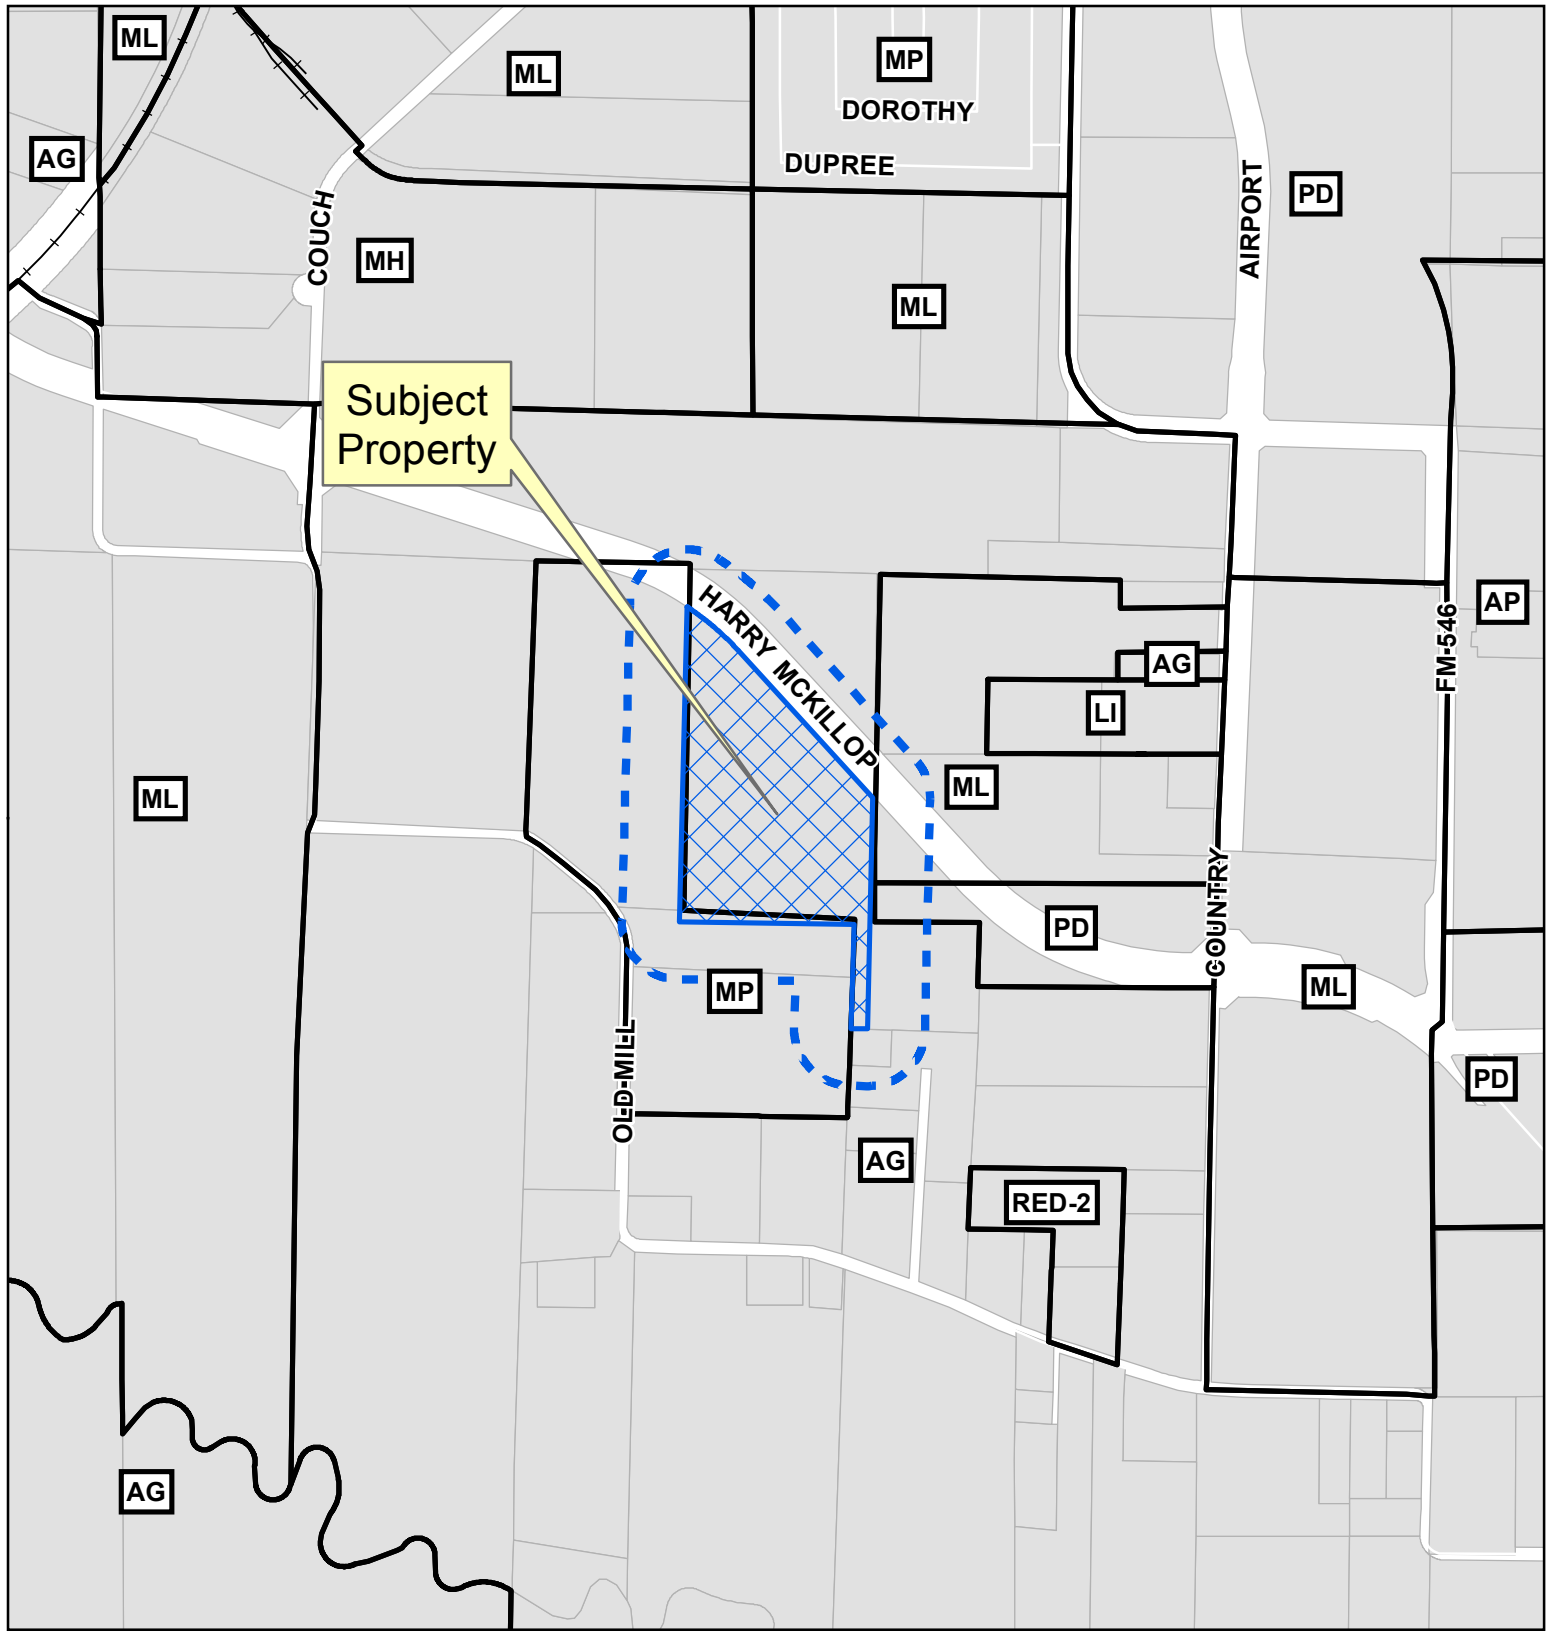 ML
ML
MP
DOROTHY
AG
DUPREE
PD
AIRPORT
COUCH
MH
ML
Subject
Property
HARRY MCKILLOP
AP
FM-546
AG
LI
ML
ML
COUNTRY
PD
MP
ML
OLD-MILL
PD
AG
RED-2
AG